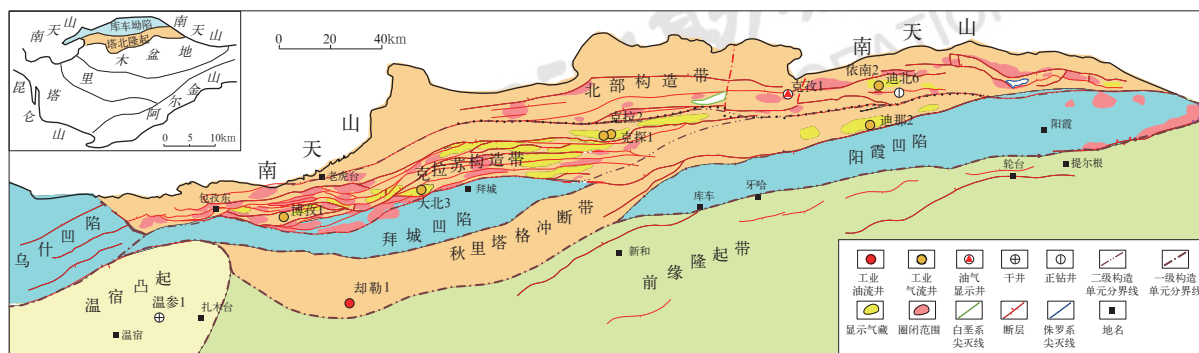 南天山
库车坳陷
南天山
塔北隆起
塔里木盆地
昆仑山
阿尔金山
0 5 10km
0 20 40km
南天山
南天山
北部构造带
克孜1
依南2
迪北6
克拉2
克探1
迪那2
阳霞
阳霞凹陷
老虎台
克拉苏构造带
提尔根
轮台
包孜东
拜城
大北3
博孜1
牙哈
库车
乌什凹陷
拜城凹陷
秋里塔格冲断带
新和
前缘隆起带
温宿凸起
温参1
扎木台
却勒1
温宿
工业
油流井
工业
气流井
油气
显示井
干井
正钻井
二级构造
单元分界线
一级构造
单元分界线
显示气藏
圈闭范围
白垩系
尖灭线
断层
侏罗系
尖灭线
地名